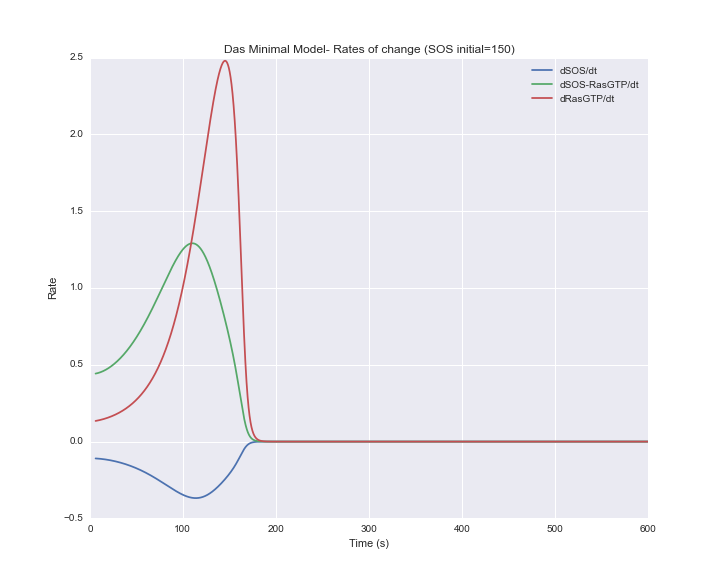 Das Minimal Model- Rates of change (SOS initial=150)
2.5
2.0
1.5
1.0
0.5
0.0
−0.5
Rate
dSOS/dt
dSOS-RasGTP/dt
dRasGTP/dt
0 100 200 300 400 500 600
Time (s)